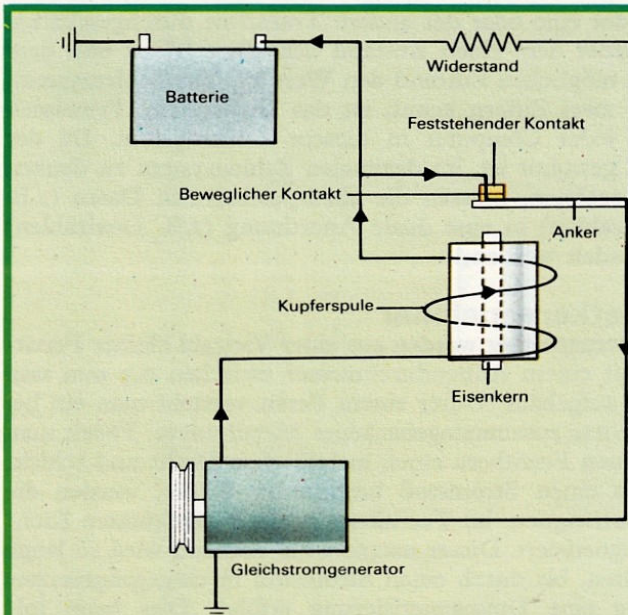 Batterie
Widerstand
Feststehender Kontakt
Beweglicher Kontakt
Anker
Kupferspule
Eisenkern
Gleichstromgenerator